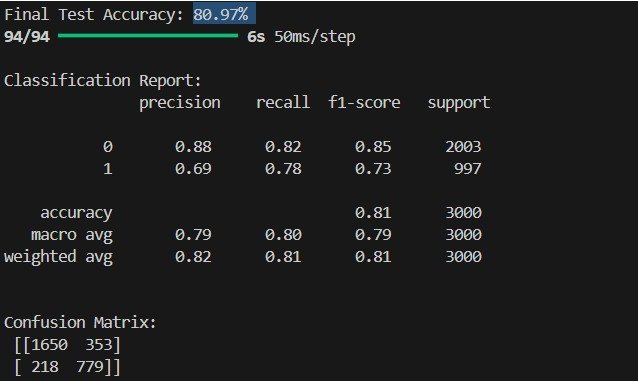 Final Test Accuracy: 80.97%
94/94 ━━━━━━━━━━━━━━━━━━━━ 6s 50ms/step
Classification Report:
precision recall f1-score support
0 0.88 0.82 0.85 2003
1 0.69 0.78 0.73 997
accuracy 0.81 3000
macro avg 0.79 0.80 0.79 3000
weighted avg 0.82 0.81 0.81 3000
Confusion Matrix:
[[1650 353]
[ 218 779]]